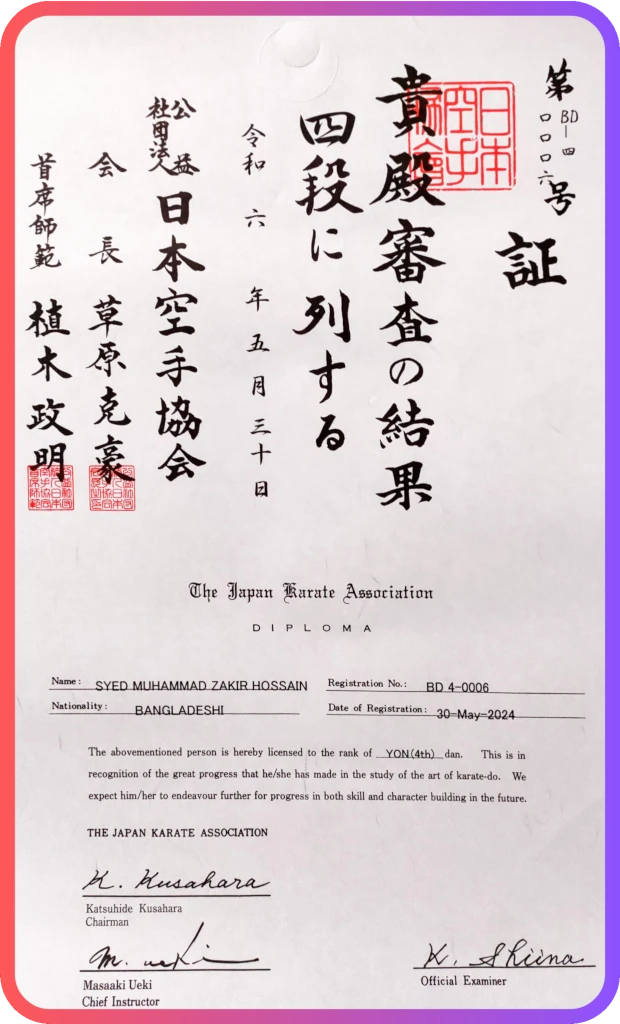 第BD－四
〇〇〇六号
証
貴殿審査の結果
四段に列する
令和六年五月三十日
公益
社団法人
日本空手協会
会長 草原克豪
首席師範 植木政明
The Japan Karate Association
DIPLOMA
Name: SYED MUHAMMAD ZAKIR HOSSAIN Registration No.: BD 4-0006
Nationality: BANGLADESHI Date of Registration: 30-May-2024
The abovementioned person is hereby licensed to the rank of YON(4th) dan. This is in
recognition of the great progress that he/she has made in the study of the art of karate-do. We
expect him/her to endeavour further for progress in both skill and character building in the future.
THE JAPAN KARATE ASSOCIATION
K. Kusahara
Katsuhide Kusahara
Chairman
M. Ueki
Masaaki Ueki
Chief Instructor
K. Shiina
Official Examiner